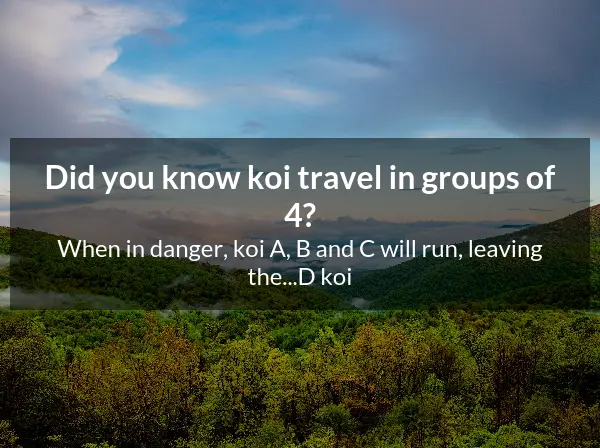 Did you know koi travel in groups of
4?
When in danger, koi A, B and C will run, leaving
the...D koi